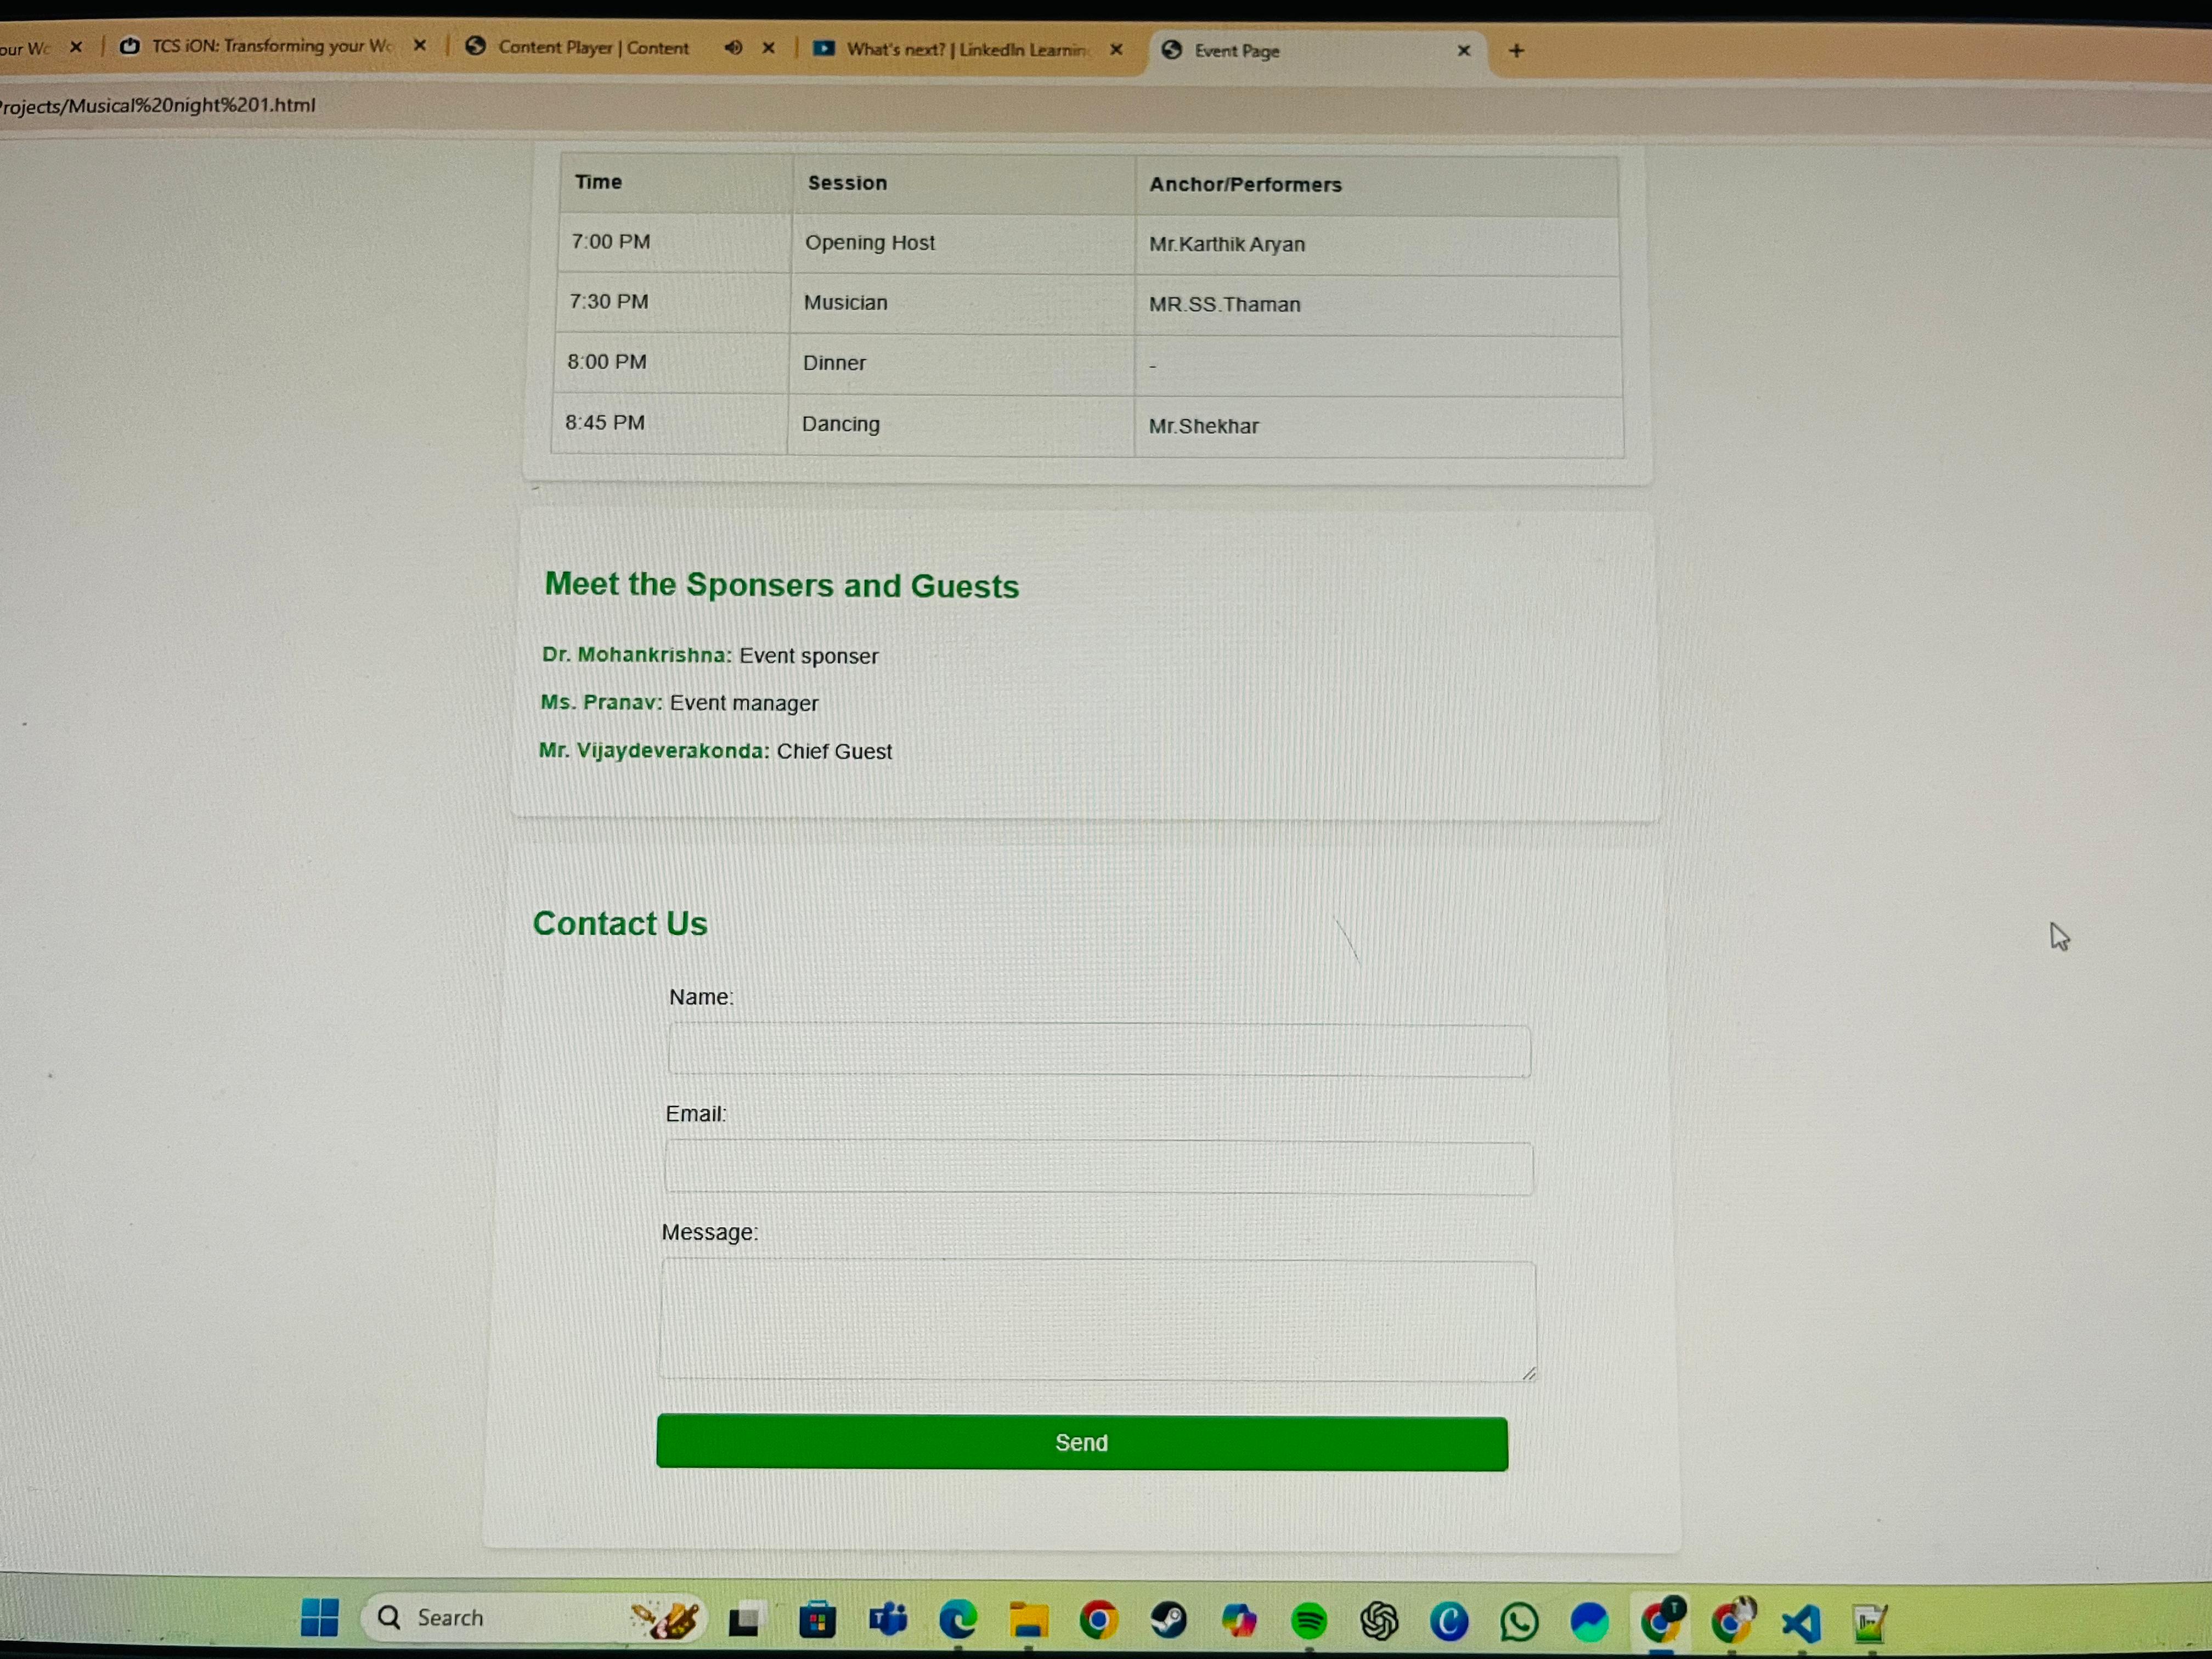 our Wo
TCS iON: Transforming your Wo
Content Player | Content
What's next? | LinkedIn Learning
Event Page
rojects/Musical%20night%201.html
Time Session Anchor/Performers
7:00 PM Opening Host Mr.Karthik Aryan
7:30 PM Musician MR.SS.Thaman
8:00 PM Dinner -
8:45 PM Dancing Mr.Shekhar
Meet the Sponsers and Guests
Dr. Mohankrishna: Event sponser
Ms. Pranav: Event manager
Mr. Vijaydeverakonda: Chief Guest
Contact Us
Name:
Email:
Message:
Send
Search
T